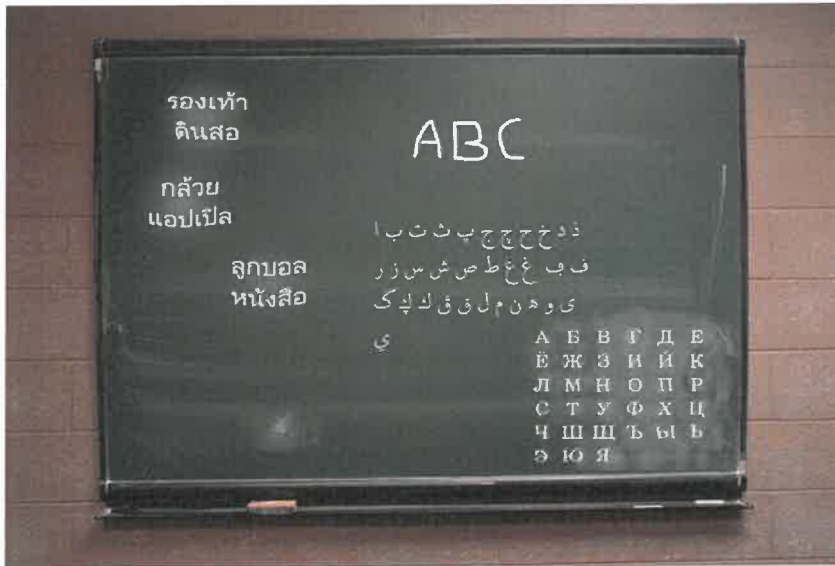 รองเท้า
ดินสอ
ABC
กล้วย
แอปเปิล
ลูกบอล
หนังสือ
ا ب ت ث پ ج چ ح خ د ذ
ر ز س ش ص ط
ل م ن ه و ى
ي
А Б В Г Д Е
Ё Ж З И Й К
Л М Н О П Р
С Т У Ф Х Ц
Ч Ш Щ Ъ Ы Ь
Э Ю Я